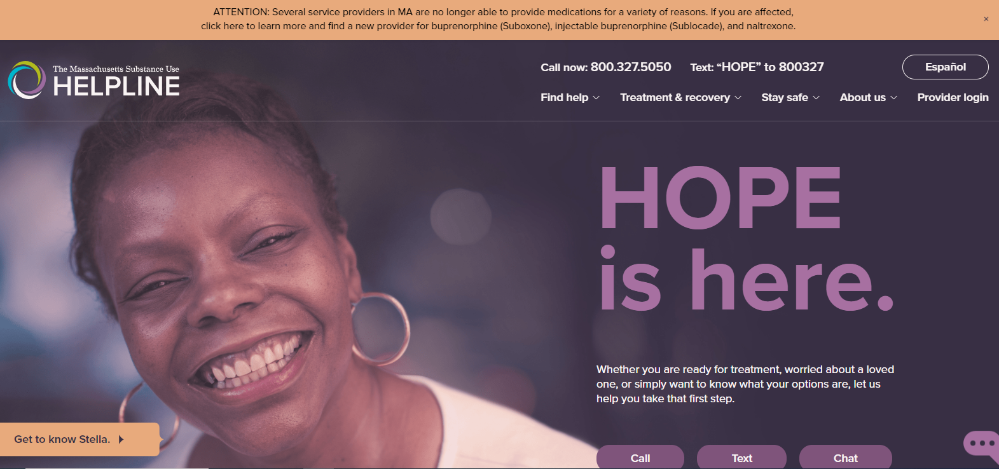 ATTENTION: Several service providers in MA are no longer able to provide medications for a variety of reasons. If you are affected,
click here to learn more and find a new provider for buprenorphine (Suboxone), injectable buprenorphine (Sublocade), and naltrexone.
×
The Massachusetts Substance Use
HELPLINE
Call now: 800.327.5050 Text: “HOPE” to 800327 Español
Find help Treatment & recovery Stay safe About us Provider login
HOPE
is here.
Whether you are ready for treatment, worried about a loved
one, or simply want to know what your options are, let us
help you take that first step.
Get to know Stella.
Call Text Chat